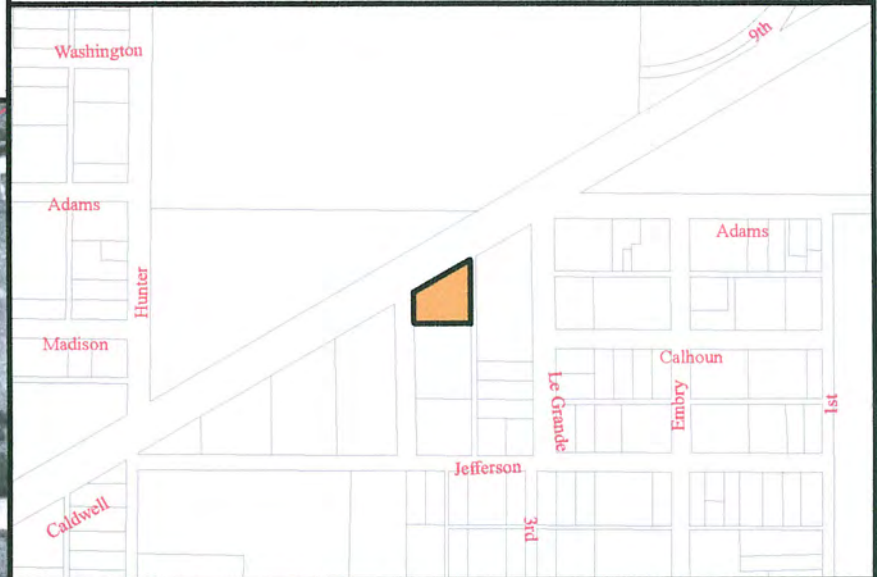 Washington
9th
Adams
Adams
Hunter
Madison
Calhoun
Le Grande
Embry
1st
Jefferson
Caldwell
3rd